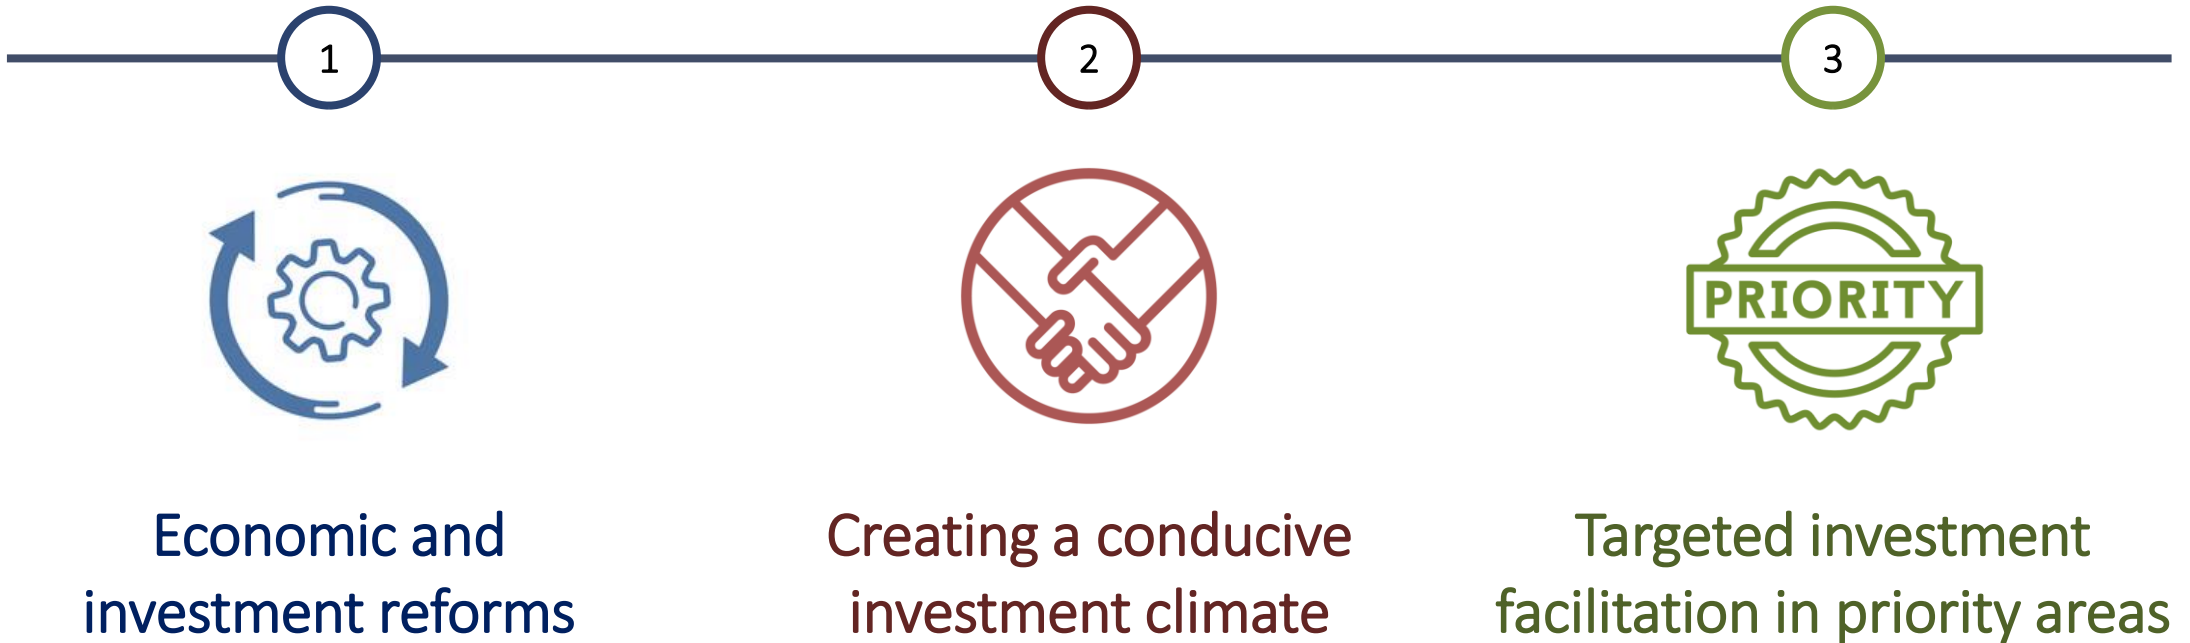 1
2
3
PRIORITY
Economic and
investment reforms
Creating a conducive
investment climate
Targeted investment
facilitation in priority areas